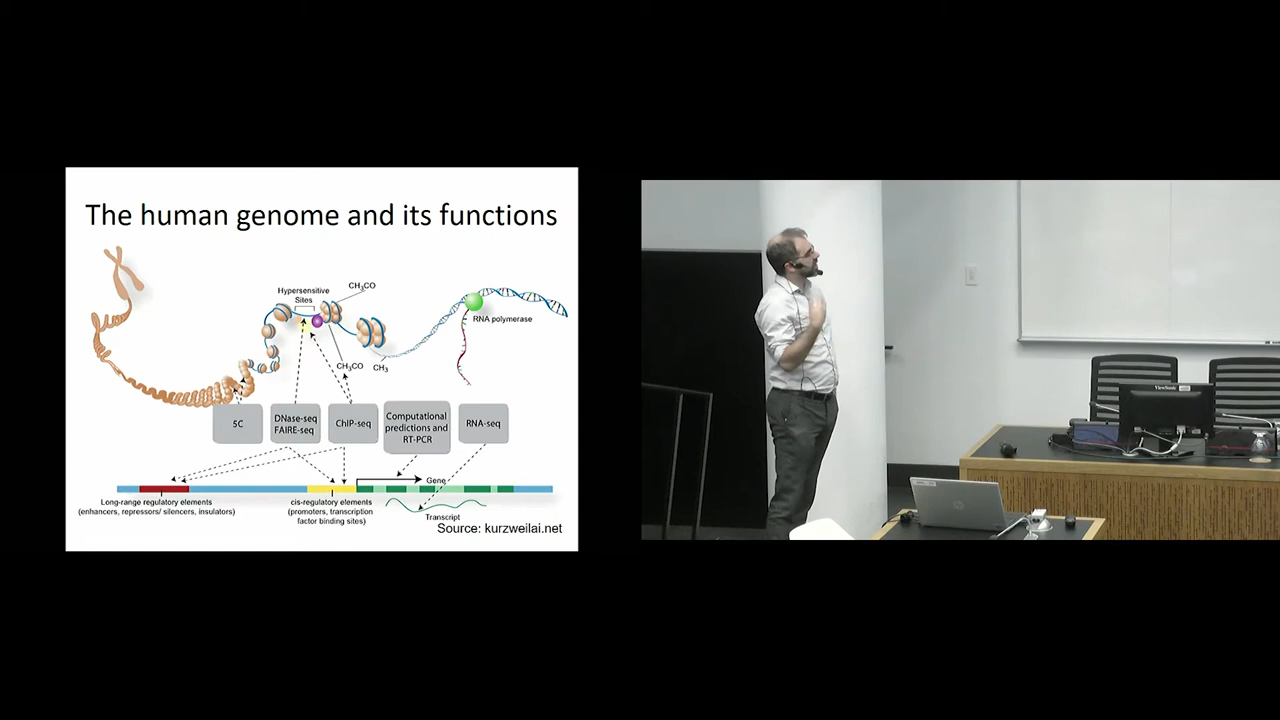 The human genome and its functions
Hypersensitive
Sites
CH3CO
RNA polymerase
CH3CO
CH3
5C
DNase-seq
FAIRE-seq
ChIP-seq
Computational
predictions and
RT-PCR
RNA-seq
Gene
Long-range regulatory elements
(enhancers, repressors/ silencers, insulators)
cis-regulatory elements
(promoters, transcription
factor binding sites)
Transcript
Source: kurzweilai.net
ViewSonic
hp